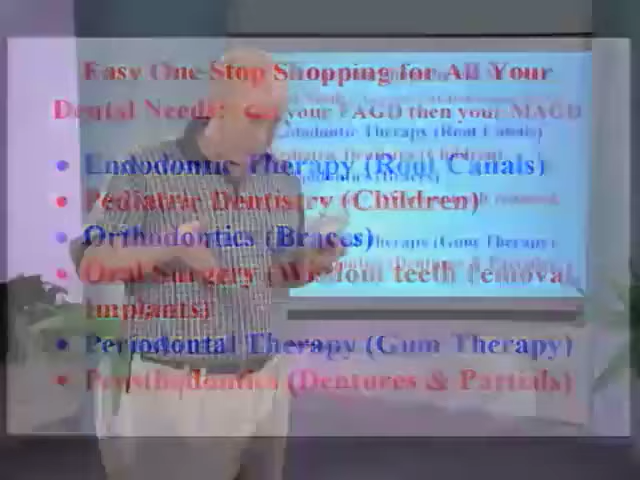 Easy One Stop Shopping for All Your
Dental Needs: Get your FAGD then your MAGD
• Endodontic Therapy (Root Canals)
• Pediatric Dentistry (Children)
• Orthodontics (Braces)
• Oral Surgery (Wisdom teeth removal,
implants)
• Periodontal Therapy (Gum Therapy)
• Prosthodontics (Dentures & Partials)